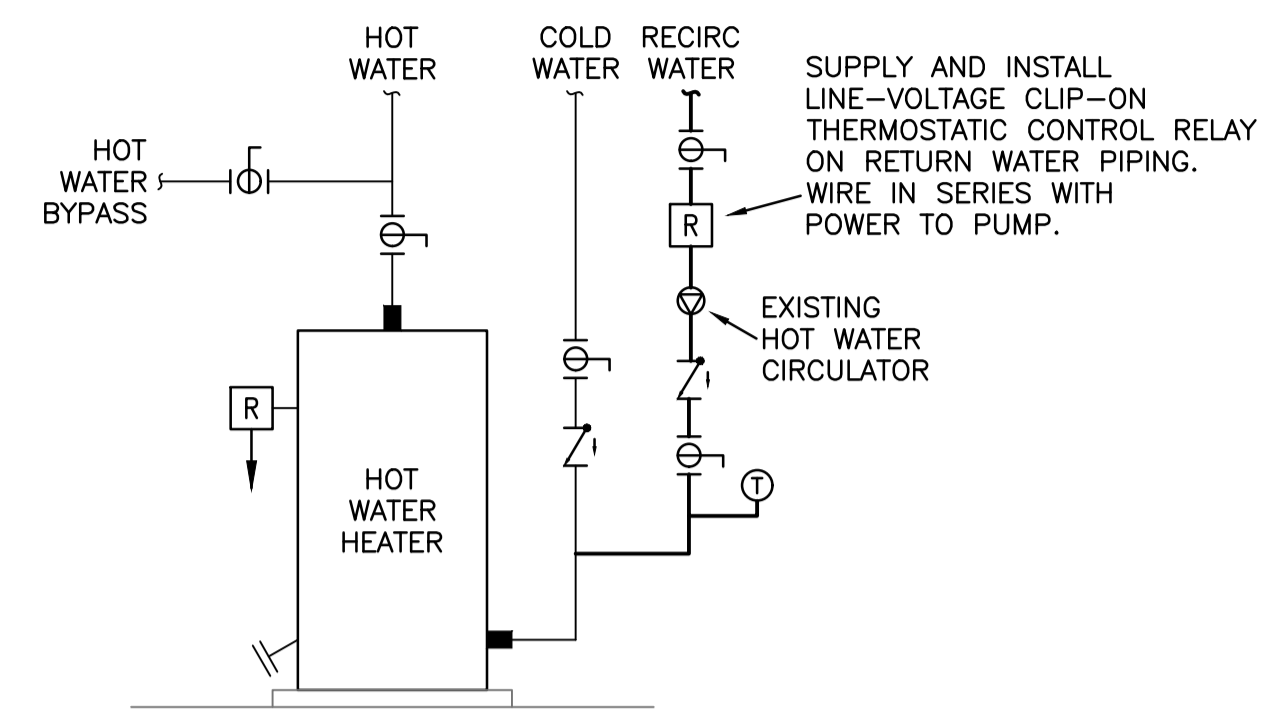 HOT
WATER
COLD
WATER
RECIRC
WATER
SUPPLY AND INSTALL
LINE-VOLTAGE CLIP-ON
THERMOSTATIC CONTROL RELAY
ON RETURN WATER PIPING.
WIRE IN SERIES WITH
POWER TO PUMP.
HOT
WATER
BYPASS
R
EXISTING
HOT WATER
CIRCULATOR
R
HOT
WATER
HEATER
T